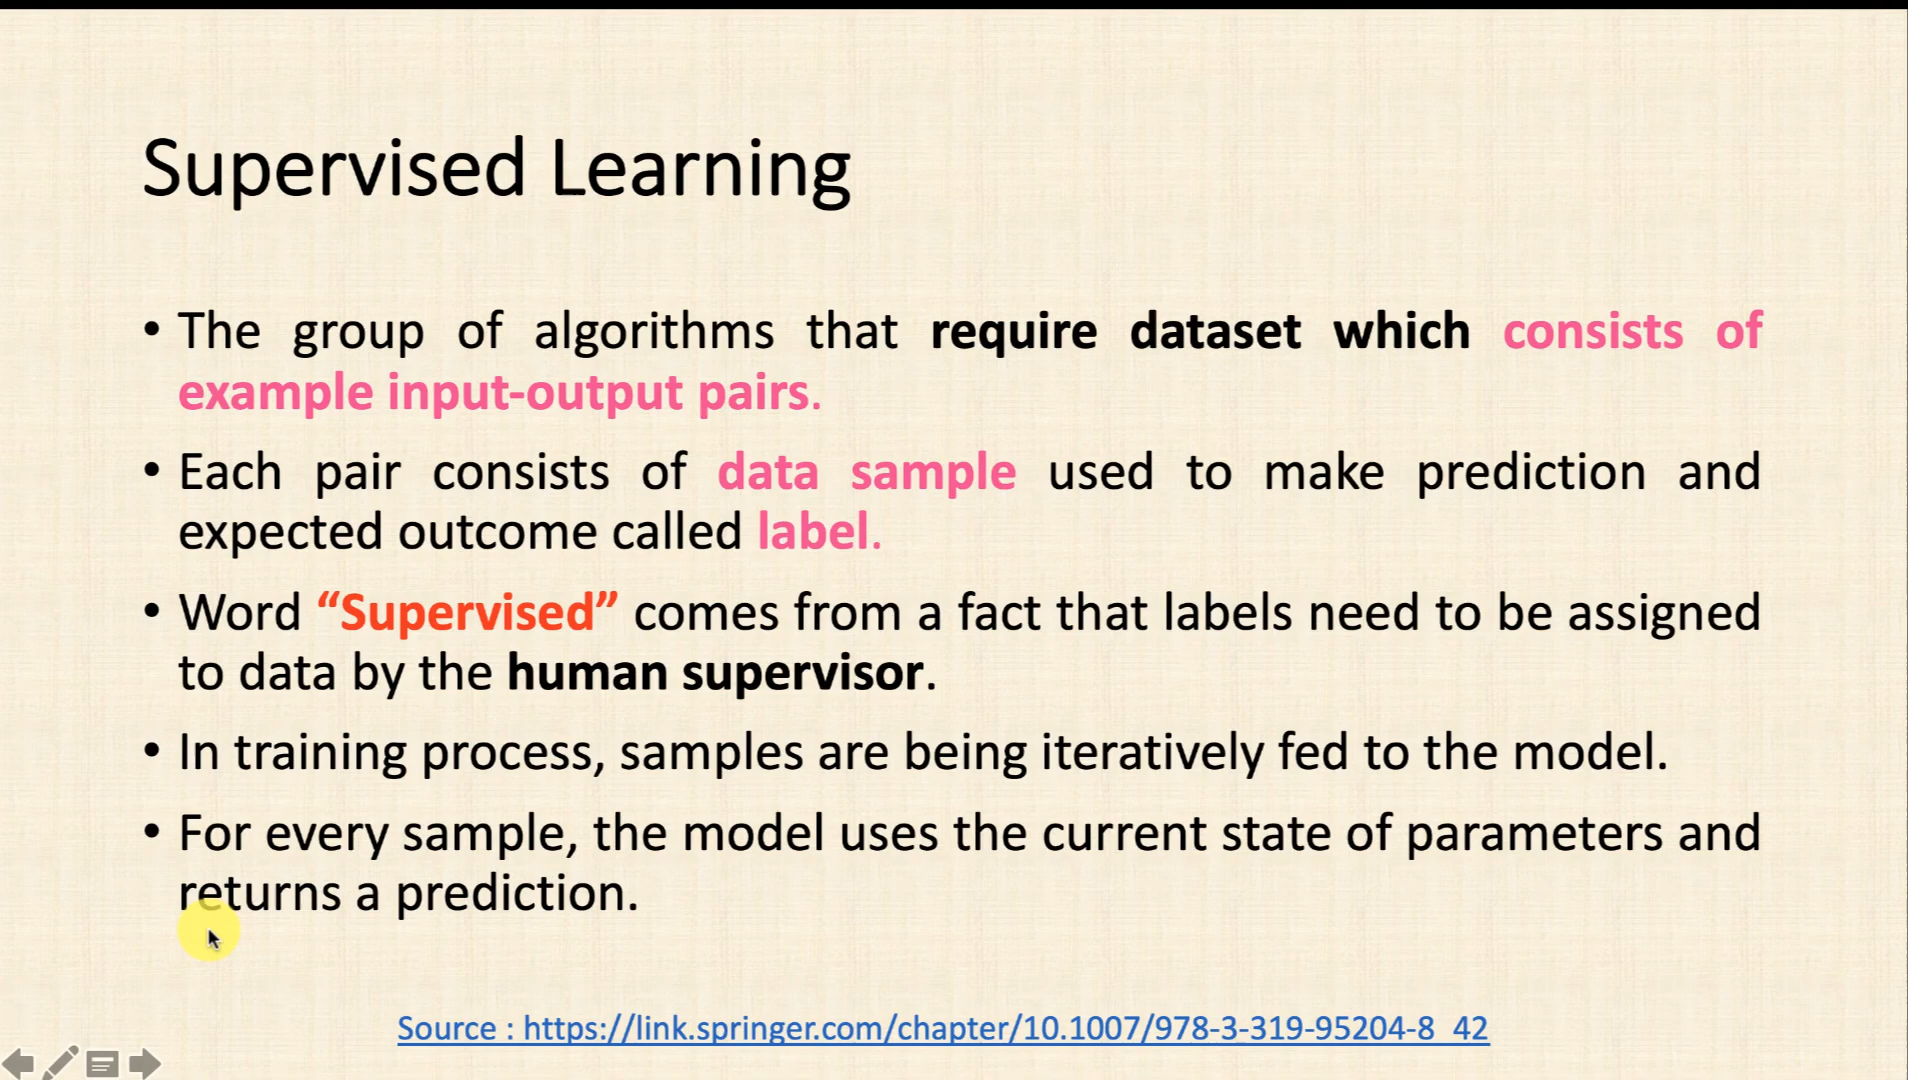 Supervised Learning
• The group of algorithms that require dataset which consists of
example input-output pairs.
• Each pair consists of data sample used to make prediction and
expected outcome called label.
• Word “Supervised” comes from a fact that labels need to be assigned
to data by the human supervisor.
• In training process, samples are being iteratively fed to the model.
• For every sample, the model uses the current state of parameters and
returns a prediction.
Source : https://link.springer.com/chapter/10.1007/978-3-319-95204-8_42